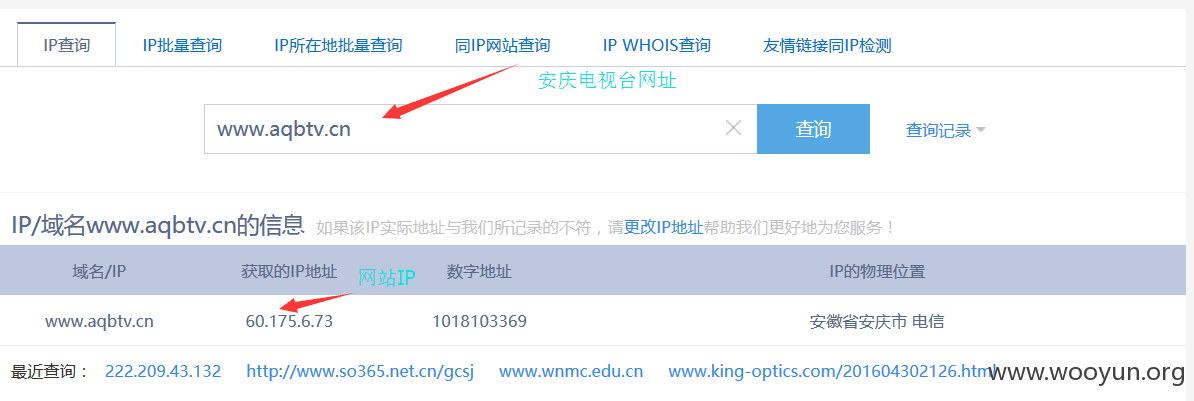 IP查询 IP批量查询 IP所在地批量查询 同IP网站查询 IP WHOIS查询 友情链接同IP检测
安庆电视台网址
www.aqbtv.cn 查询 查询记录
IP/域名www.aqbtv.cn的信息 如果该IP实际地址与我们所记录的不符，请更改IP地址帮助我们更好地为您服务！
域名/IP 获取的IP地址 网站IP 数字地址 IP的物理位置
www.aqbtv.cn 60.175.6.73 1018103369 安徽省安庆市 电信
最近查询： 222.209.43.132 http://www.so365.net.cn/gcsj www.wnmc.edu.cn www.king-optics.com/201604302126.html
www.wooyun.org